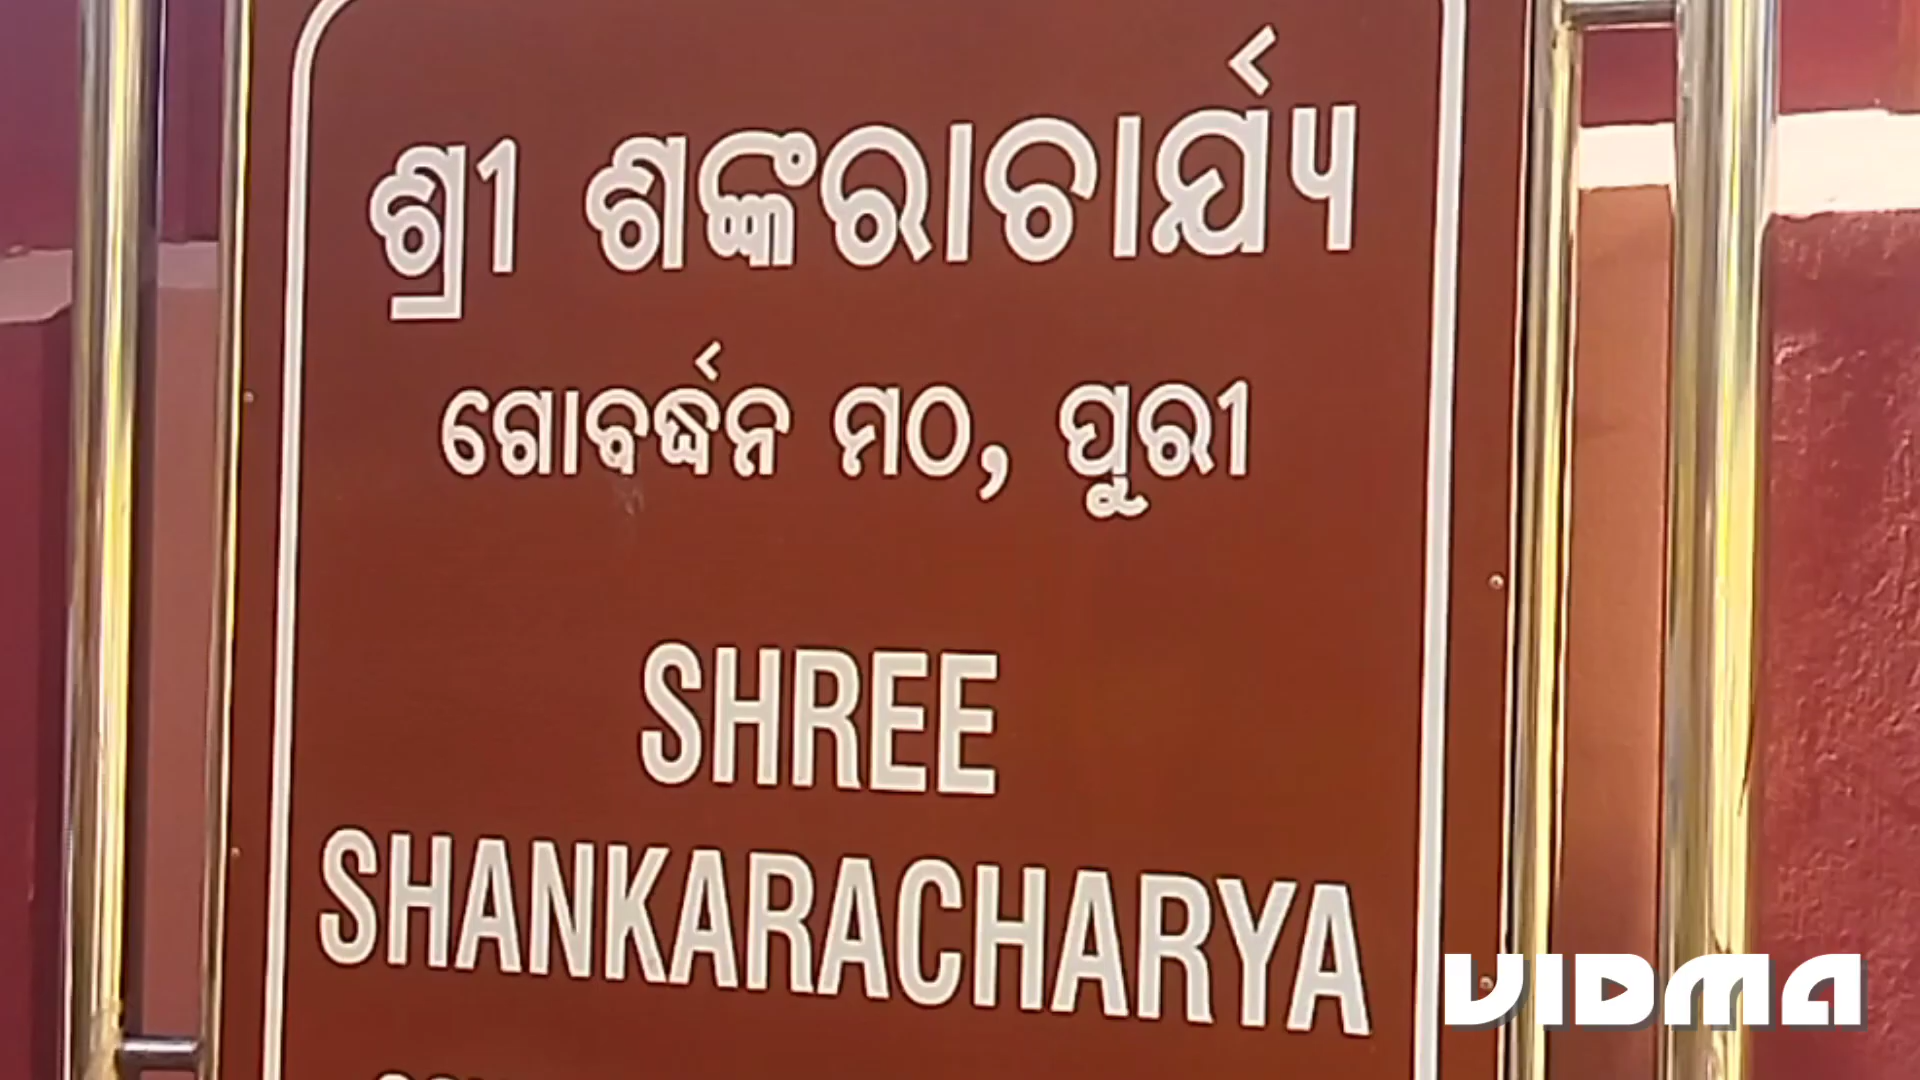 ଶ୍ରୀ ଶଙ୍କରାଚାର୍ଯ୍ୟ
ଗୋବର୍ଦ୍ଧନ ମଠ, ପୁରୀ
SHREE
SHANKARACHARYA
VIDMA